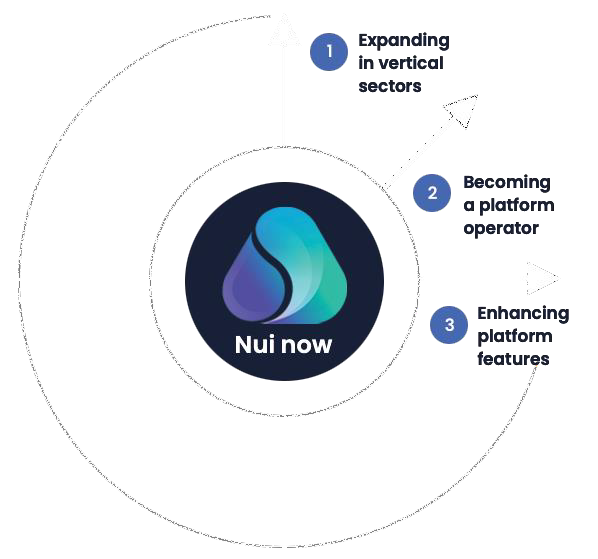 1
Expanding
in vertical
sectors
2
Becoming
a platform
operator
3
Enhancing
platform
features
Nui now